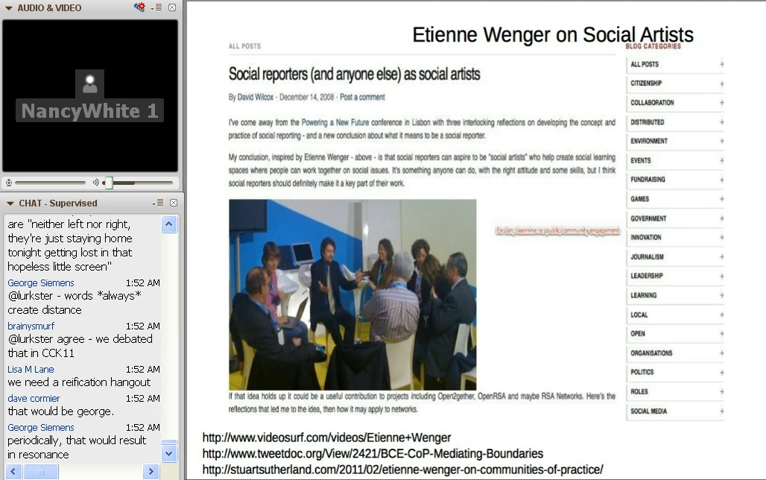 AUDIO & VIDEO
NancyWhite 1
CHAT - Supervised
are "neither left nor right,
they're just staying home
tonight getting lost in that
hopeless little screen"
George Siemens 1:52 AM
@lurkster - words *always*
create distance
brainysmurf 1:52 AM
@lurkster agree - we debated
that in CCK11
Lisa M Lane 1:52 AM
we need a reification hangout
dave cormier 1:52 AM
that would be george.
George Siemens 1:52 AM
periodically, that would result
in resonance
Etienne Wenger on Social Artists
ALL POSTS
Social reporters (and anyone else) as social artists
By David Wilcox - December 14, 2008 - Post a comment
I've come away from the Powering a New Future conference in Lisbon with three interlocking reflections on developing the concept and
practice of social reporting - and a new conclusion about what it means to be a social reporter.
My conclusion, inspired by Etienne Wenger - above - is that social reporters can aspire to be "social artists" who help create social learning
spaces where people can work together on social issues. It's something anyone can do, with the right attitude and some skills, but I think
social reporters should definitely make it a key part of their work.
If that idea holds up it could be a useful contribution to projects including Open2gether, OpenRSA and maybe RSA Networks. Here's the
reflections that led me to the idea, then how it may apply to networks.
BLOG CATEGORIES
ALL POSTS
CITIZENSHIP
COLLABORATION
DISTRIBUTED
ENVIRONMENT
EVENTS
FUNDRAISING
GAMES
GOVERNMENT
INNOVATION
JOURNALISM
LEADERSHIP
LEARNING
LOCAL
OPEN
ORGANISATIONS
POLITICS
ROLES
SOCIAL MEDIA
http://www.videosurf.com/videos/Etienne+Wenger
http://www.tweetdoc.org/View/2421/BCE-CoP-Mediating-Boundaries
http://stuartsutherland.com/2011/02/etienne-wenger-on-communities-of-practice/